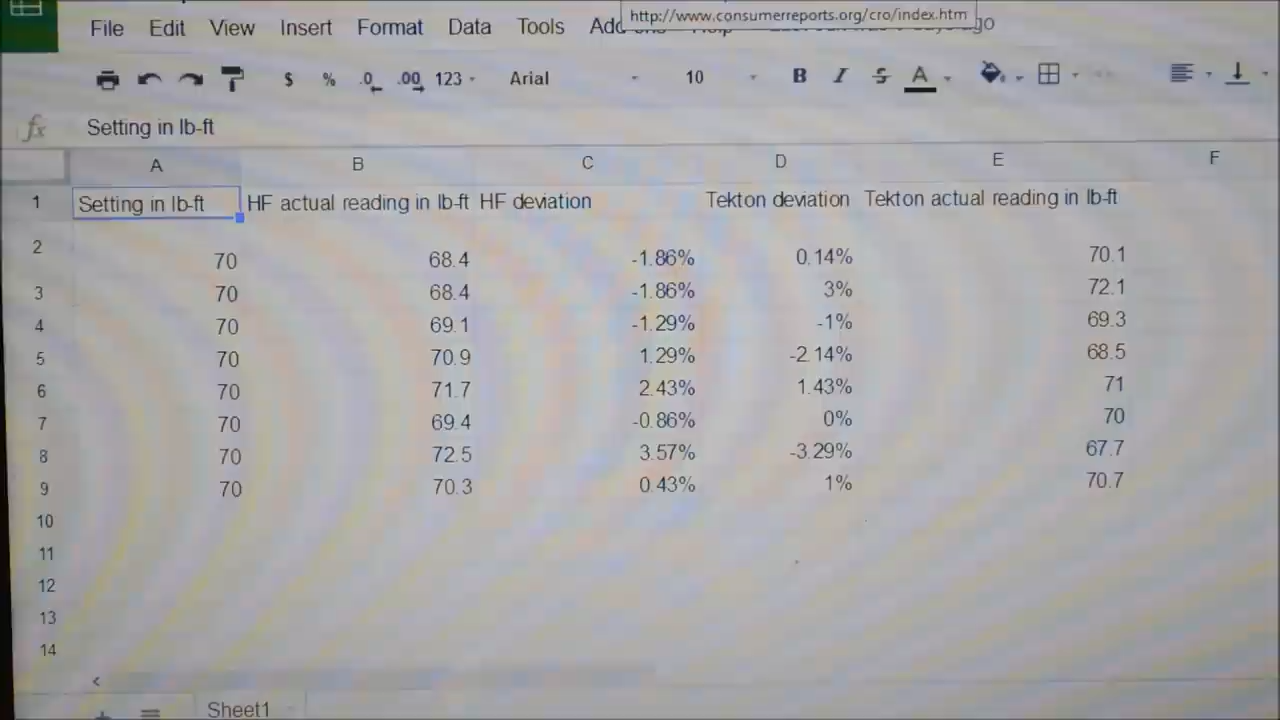 http://www.consumerreports.org/cro/index.htm
File Edit View Insert Format Data Tools
$ % .0 .00 123 Arial 10 B I S A
fx Setting in lb-ft
A B C D E F
1 Setting in lb-ft HF actual reading in lb-ft HF deviation Tekton deviation Tekton actual reading in lb-ft
2 70 68.4 -1.86% 0.14% 70.1
3 70 68.4 -1.86% 3% 72.1
4 70 69.1 -1.29% -1% 69.3
5 70 70.9 1.29% -2.14% 68.5
6 70 71.7 2.43% 1.43% 71
7 70 69.4 -0.86% 0% 70
8 70 72.5 3.57% -3.29% 67.7
9 70 70.3 0.43% 1% 70.7
10
11
12
13
14
Sheet1